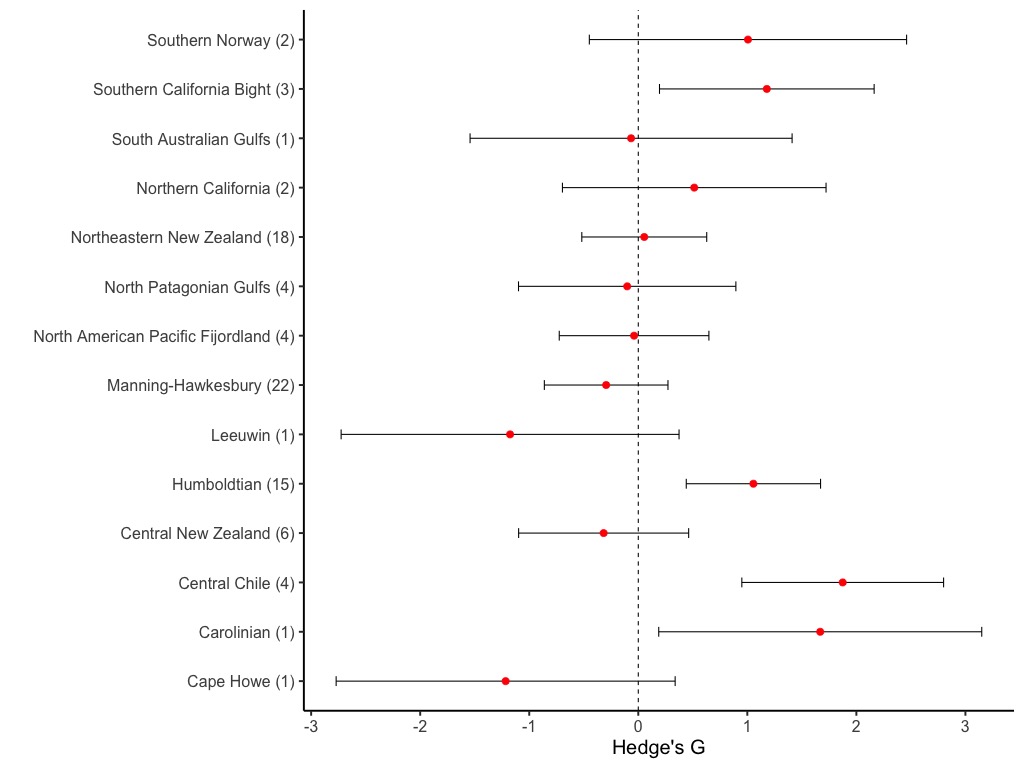 Southern Norway (2)
Southern California Bight (3)
South Australian Gulfs (1)
Northern California (2)
Northeastern New Zealand (18)
North Patagonian Gulfs (4)
North American Pacific Fijordland (4)
Manning-Hawkesbury (22)
Leeuwin (1)
Humboldtian (15)
Central New Zealand (6)
Central Chile (4)
Carolinian (1)
Cape Howe (1)
-3 -2 -1 0 1 2 3
Hedge's G